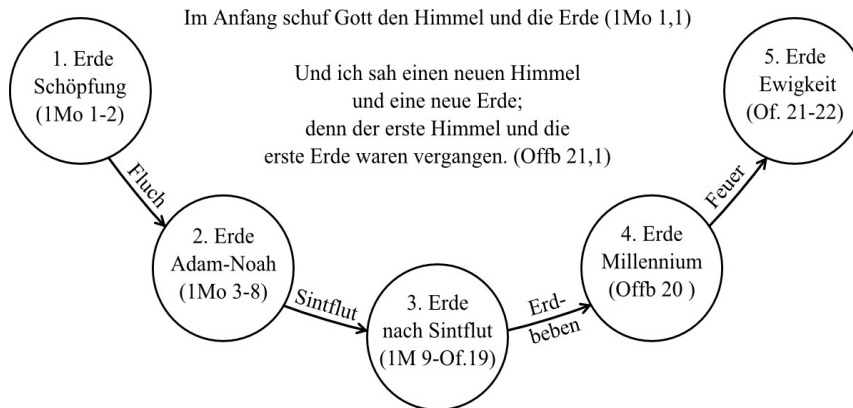 Im Anfang schuf Gott den Himmel und die Erde (1Mo 1,1)
1. Erde
Schöpfung
(1Mo 1-2)
Und ich sah einen neuen Himmel
und eine neue Erde;
denn der erste Himmel und die
erste Erde waren vergangen. (Offb 21,1)
5. Erde
Ewigkeit
(Of. 21-22)
Fluch
Feuer
2. Erde
Adam-Noah
(1Mo 3-8)
4. Erde
Millennium
(Offb 20 )
Sintflut
3. Erde
nach Sintflut
(1M 9-Of.19)
Erd-
beben